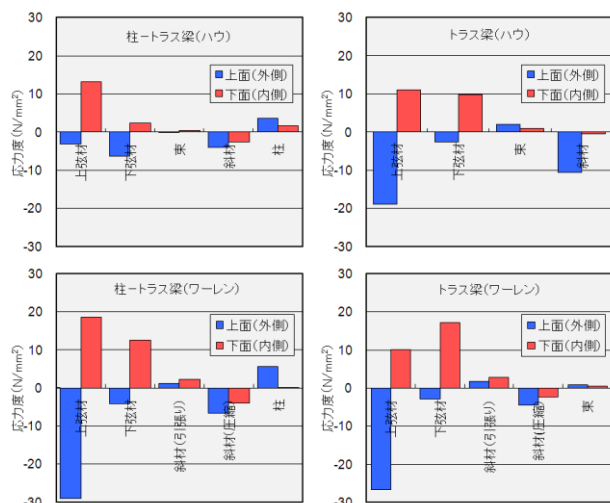 柱ートラス梁(ハウ)
応力度(N/mm²)
30
20
10
0
-10
-20
-30
上面(外側)
下面(内側)
上弦材
下弦材
束
斜材
柱
トラス梁(ハウ)
応力度(N/mm²)
30
20
10
0
-10
-20
-30
上面(外側)
下面(内側)
上弦材
下弦材
束
斜材
柱ートラス梁(ワーレン)
応力度(N/mm²)
30
20
10
0
-10
-20
-30
上面(外側)
下面(内側)
上弦材
下弦材
斜材(引張り)
斜材(圧縮)
柱
トラス梁(ワーレン)
応力度(N/mm²)
30
20
10
0
-10
-20
-30
上面(外側)
下面(内側)
上弦材
下弦材
斜材(引張り)
斜材(圧縮)
束